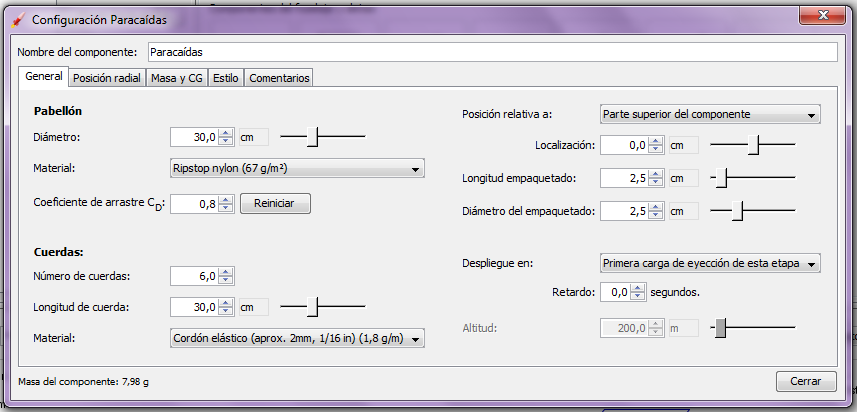 Configuración Paracaídas
Nombre del componente: Paracaídas
General Posición radial Masa y CG Estilo Comentarios
Pabellón
Diámetro: 30,0 cm
Material: Ripstop nylon (67 g/m²)
Coeficiente de arrastre CD: 0,8 Reiniciar
Cuerdas:
Número de cuerdas: 6,0
Longitud de cuerda: 30,0 cm
Material: Cordón elástico (aprox. 2mm, 1/16 in) (1,8 g/m)
Posición relativa a: Parte superior del componente
Localización: 0,0 cm
Longitud empaquetado: 2,5 cm
Diámetro del empaquetado: 2,5 cm
Despliegue en: Primera carga de eyección de esta etapa
Retardo: 0,0 segundos.
Altitud: 200,0 m
Masa del componente: 7,98 g
Cerrar